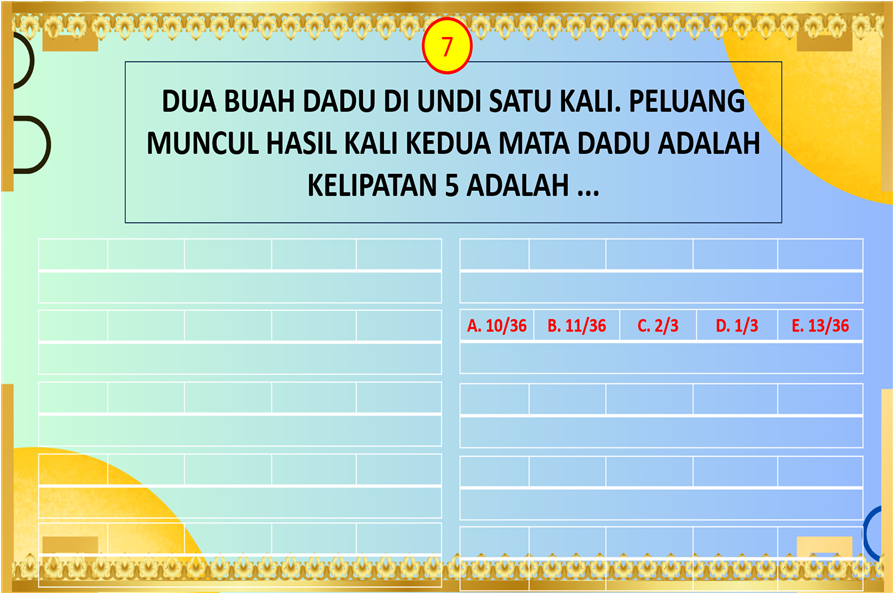 7
DUA BUAH DADU DI UNDI SATU KALI. PELUANG
MUNCUL HASIL KALI KEDUA MATA DADU ADALAH
KELIPATAN 5 ADALAH ...
A. 10/36 B. 11/36 C. 2/3 D. 1/3 E. 13/36